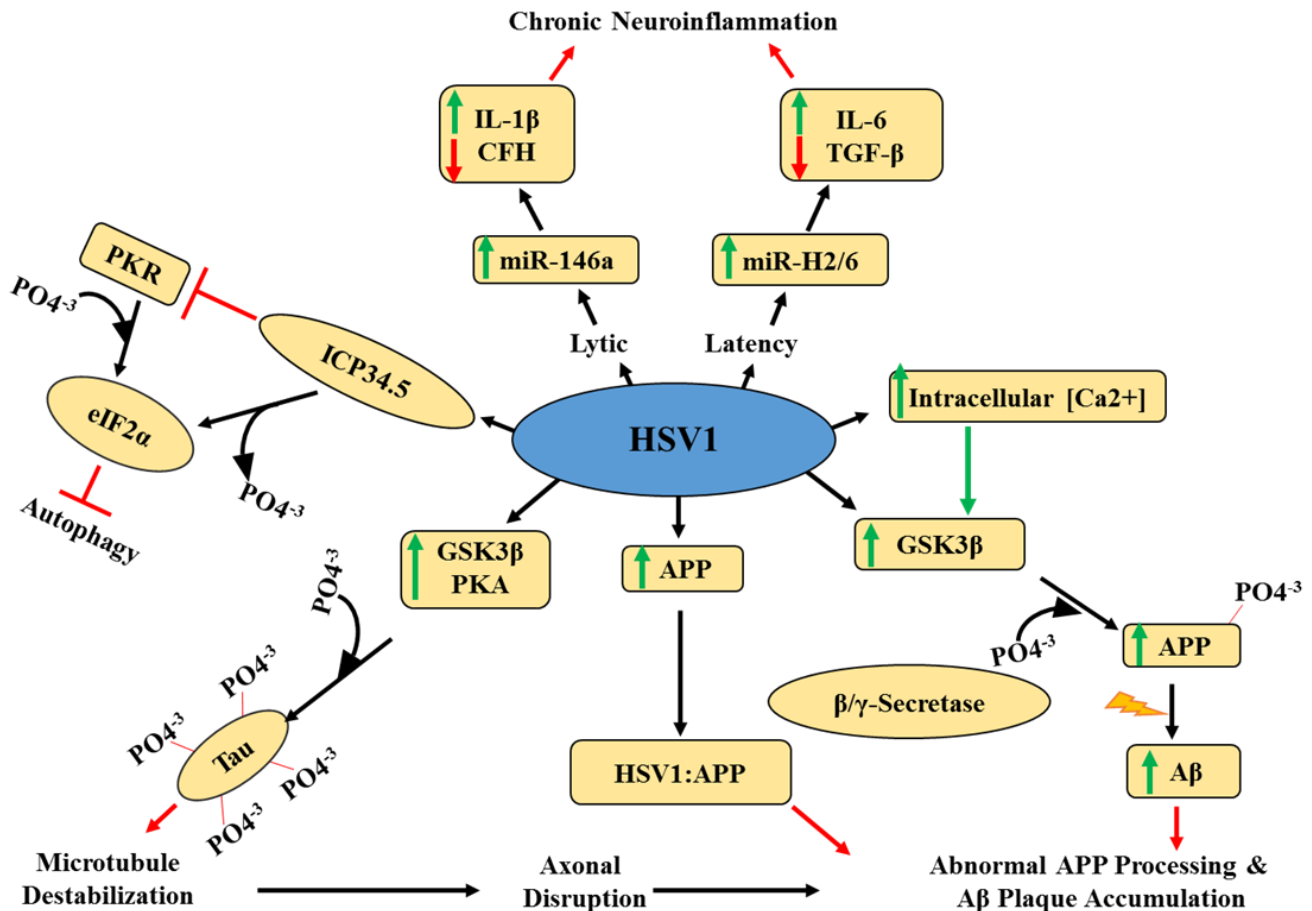 Chronic Neuroinflammation
IL-1β
CFH
IL-6
TGF-β
miR-146a
miR-H2/6
PKR
PO4⁻³
ICP34.5
eIF2α
PO4⁻³
Autophagy
Lytic
Latency
HSV1
Intracellular [Ca2+]
GSK3β
PKA
APP
GSK3β
PO4⁻³
PO4⁻³
PO4⁻³
APP
β/γ-Secretase
PO4⁻³
PO4⁻³
Tau
PO4⁻³
PO4⁻³
HSV1:APP
Aβ
Microtubule
Destabilization
Axonal
Disruption
Abnormal APP Processing &
Aβ Plaque Accumulation